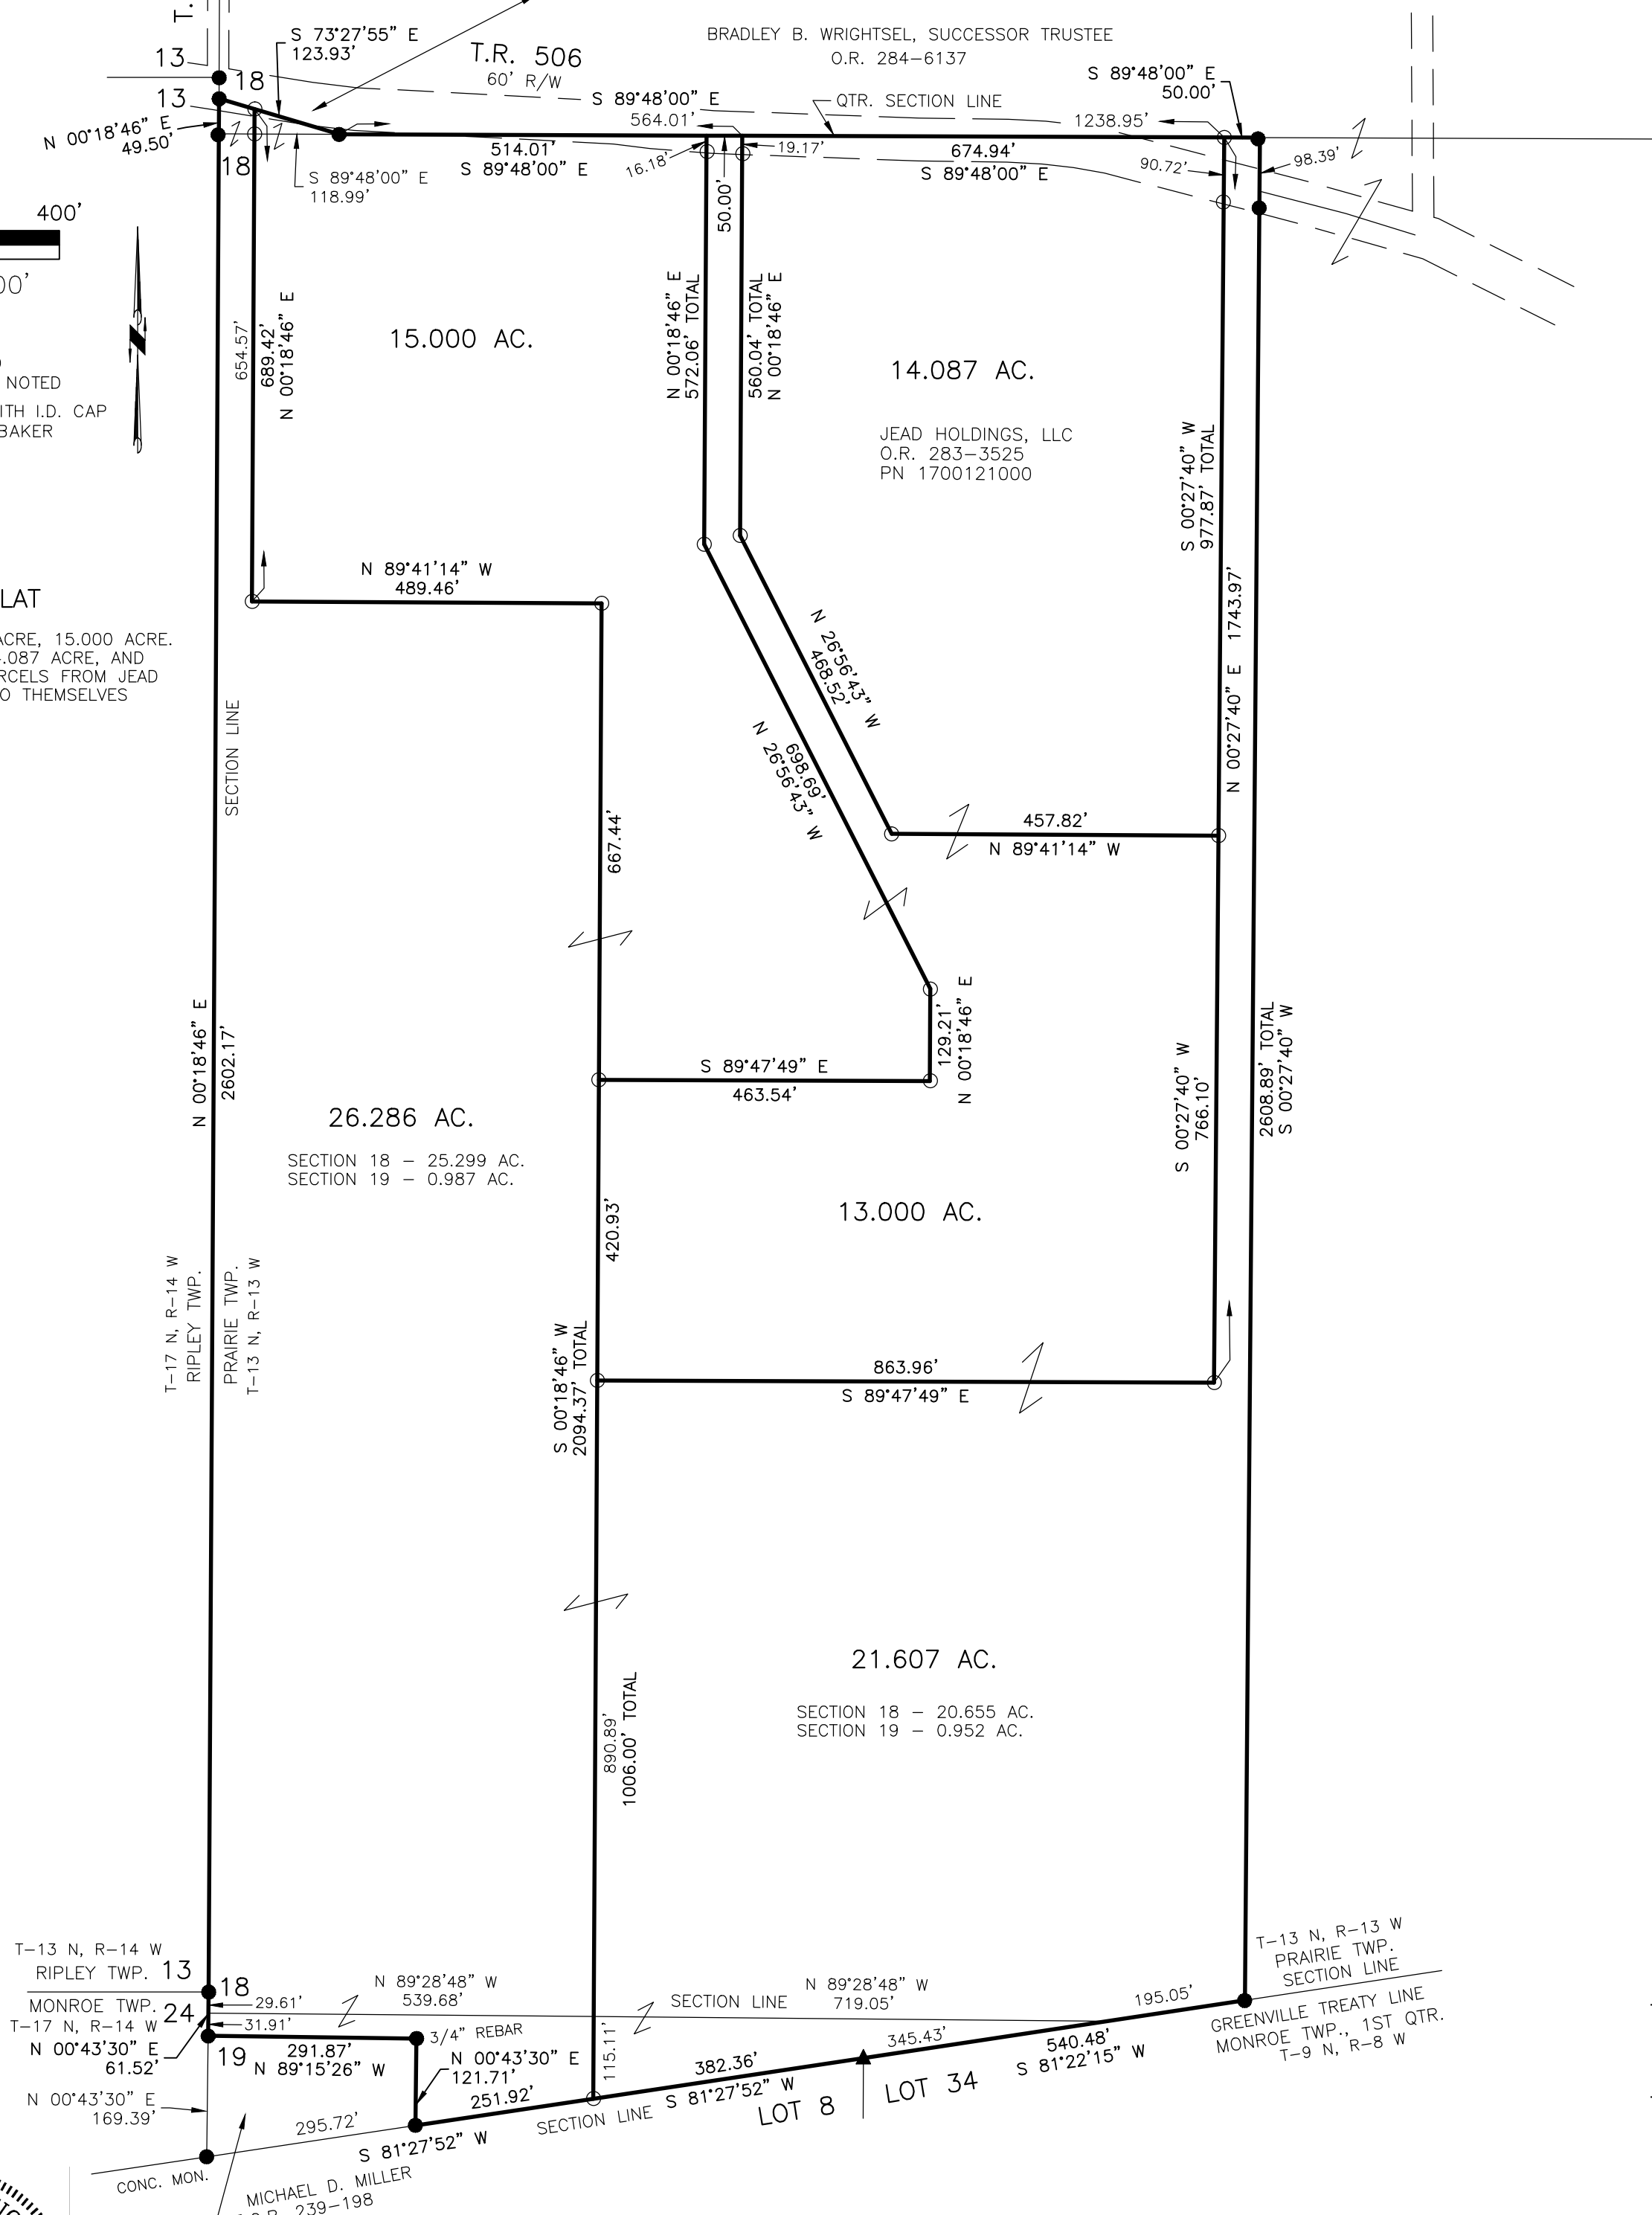 T.
S 73°27'55" E
123.93'
T.R. 506
60' R/W
BRADLEY B. WRIGHTSEL, SUCCESSOR TRUSTEE
O.R. 284-6137
S 89°48'00" E
50.00'
13
18
13
18
N 00°18'46" E
49.50'
S 89°48'00" E
564.01'
QTR. SECTION LINE
1238.95'
514.01'
S 89°48'00" E
S 89°48'00" E
118.99'
16.18'
50.00'
19.17'
674.94'
S 89°48'00" E
90.72'
98.39'
400'
00'
NOTED
ITH I.D. CAP
BAKER
654.57'
689.42'
N 00°18'46" E
15.000 AC.
N 00°18'46" E
572.06' TOTAL
560.04' TOTAL
N 00°18'46" E
14.087 AC.
JEAD HOLDINGS, LLC
O.R. 283-3525
PN 1700121000
S 00°27'40" W
977.87' TOTAL
N 00°27'40" E 1743.97'
LAT
ACRE, 15.000 ACRE.
.087 ACRE, AND
RCELS FROM JEAD
O THEMSELVES
N 89°41'14" W
489.46'
N 26°56'43" W
468.52'
698.69'
N 26°56'43" W
SECTION LINE
667.44'
457.82'
N 89°41'14" W
N 00°18'46" E
2602.17'
129.21'
N 00°18'46" E
S 89°47'49" E
463.54'
S 00°27'40" W
766.10'
2608.89' TOTAL
S 00°27'40" W
26.286 AC.
SECTION 18 - 25.299 AC.
SECTION 19 - 0.987 AC.
13.000 AC.
420.93'
T-17 N, R-14 W
RIPLEY TWP.
PRAIRIE TWP.
T-13 N, R-13 W
S 00°18'46" W
2094.37' TOTAL
863.96'
S 89°47'49" E
21.607 AC.
SECTION 18 - 20.655 AC.
SECTION 19 - 0.952 AC.
890.89'
1006.00' TOTAL
T-13 N, R-14 W
RIPLEY TWP. 13
18
MONROE TWP. 24
T-17 N, R-14 W
29.61'
31.91'
N 00°43'30" E
61.52'
19
N 89°28'48" W
539.68'
SECTION LINE
N 89°28'48" W
719.05'
195.05'
T-13 N, R-13 W
PRAIRIE TWP.
SECTION LINE
GREENVILLE TREATY LINE
MONROE TWP., 1ST QTR.
T-9 N, R-8 W
3/4" REBAR
291.87'
N 89°15'26" W
N 00°43'30" E
121.71'
251.92'
115.11'
382.36'
S 81°27'52" W
345.43'
540.48'
S 81°22'15" W
LOT 8
LOT 34
SECTION LINE
N 00°43'30" E
169.39'
295.72'
S 81°27'52" W
CONC. MON.
MICHAEL D. MILLER
239-198